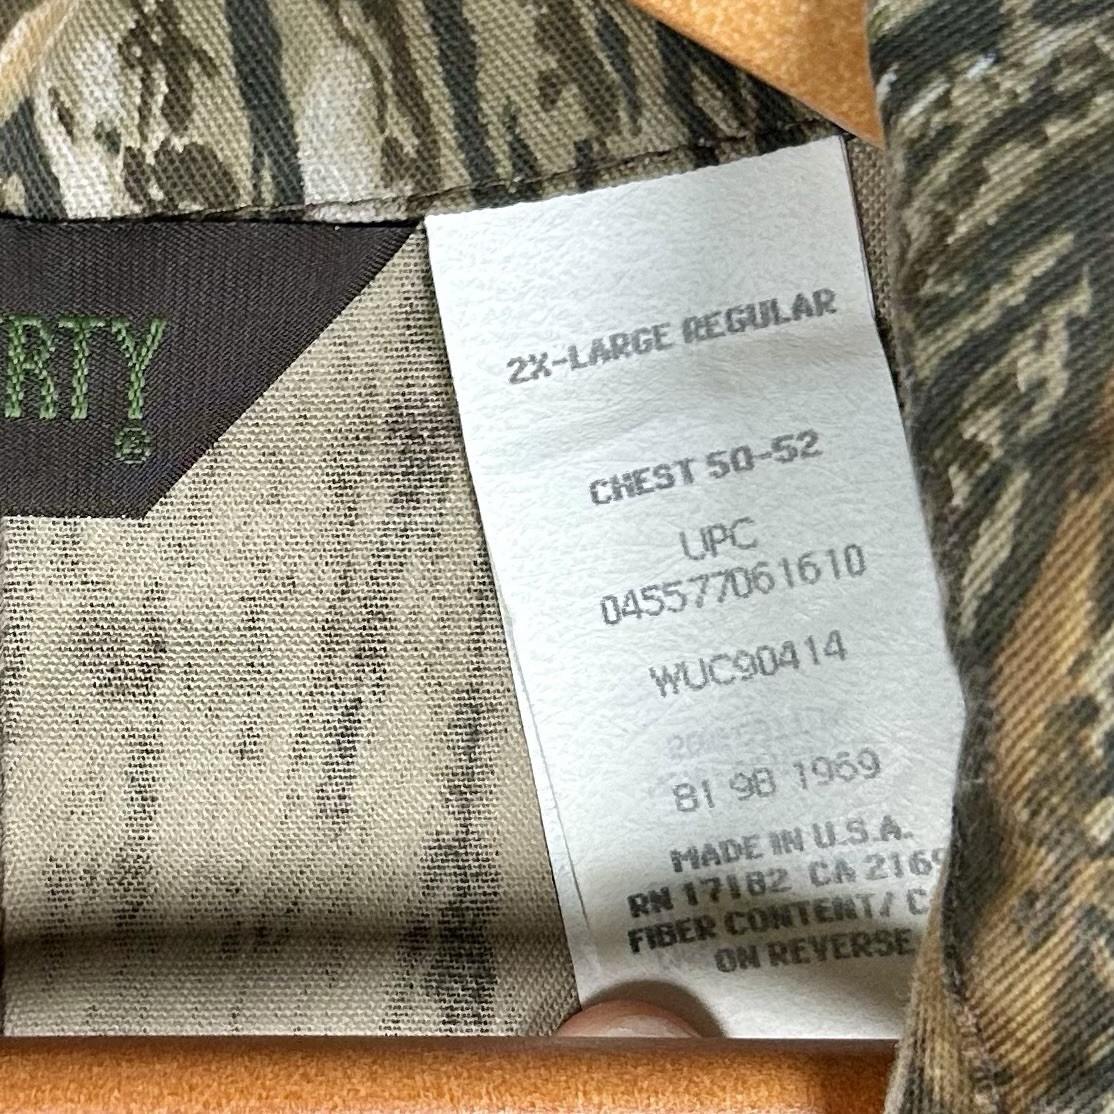 RTY
®
2X-LARGE REGULAR
CHEST 50-52
UPC
045577061610
WUC90414
81 98 1969
MADE IN U.S.A.
RN 17182 CA 2169
FIBER CONTENT/ C
ON REVERSE